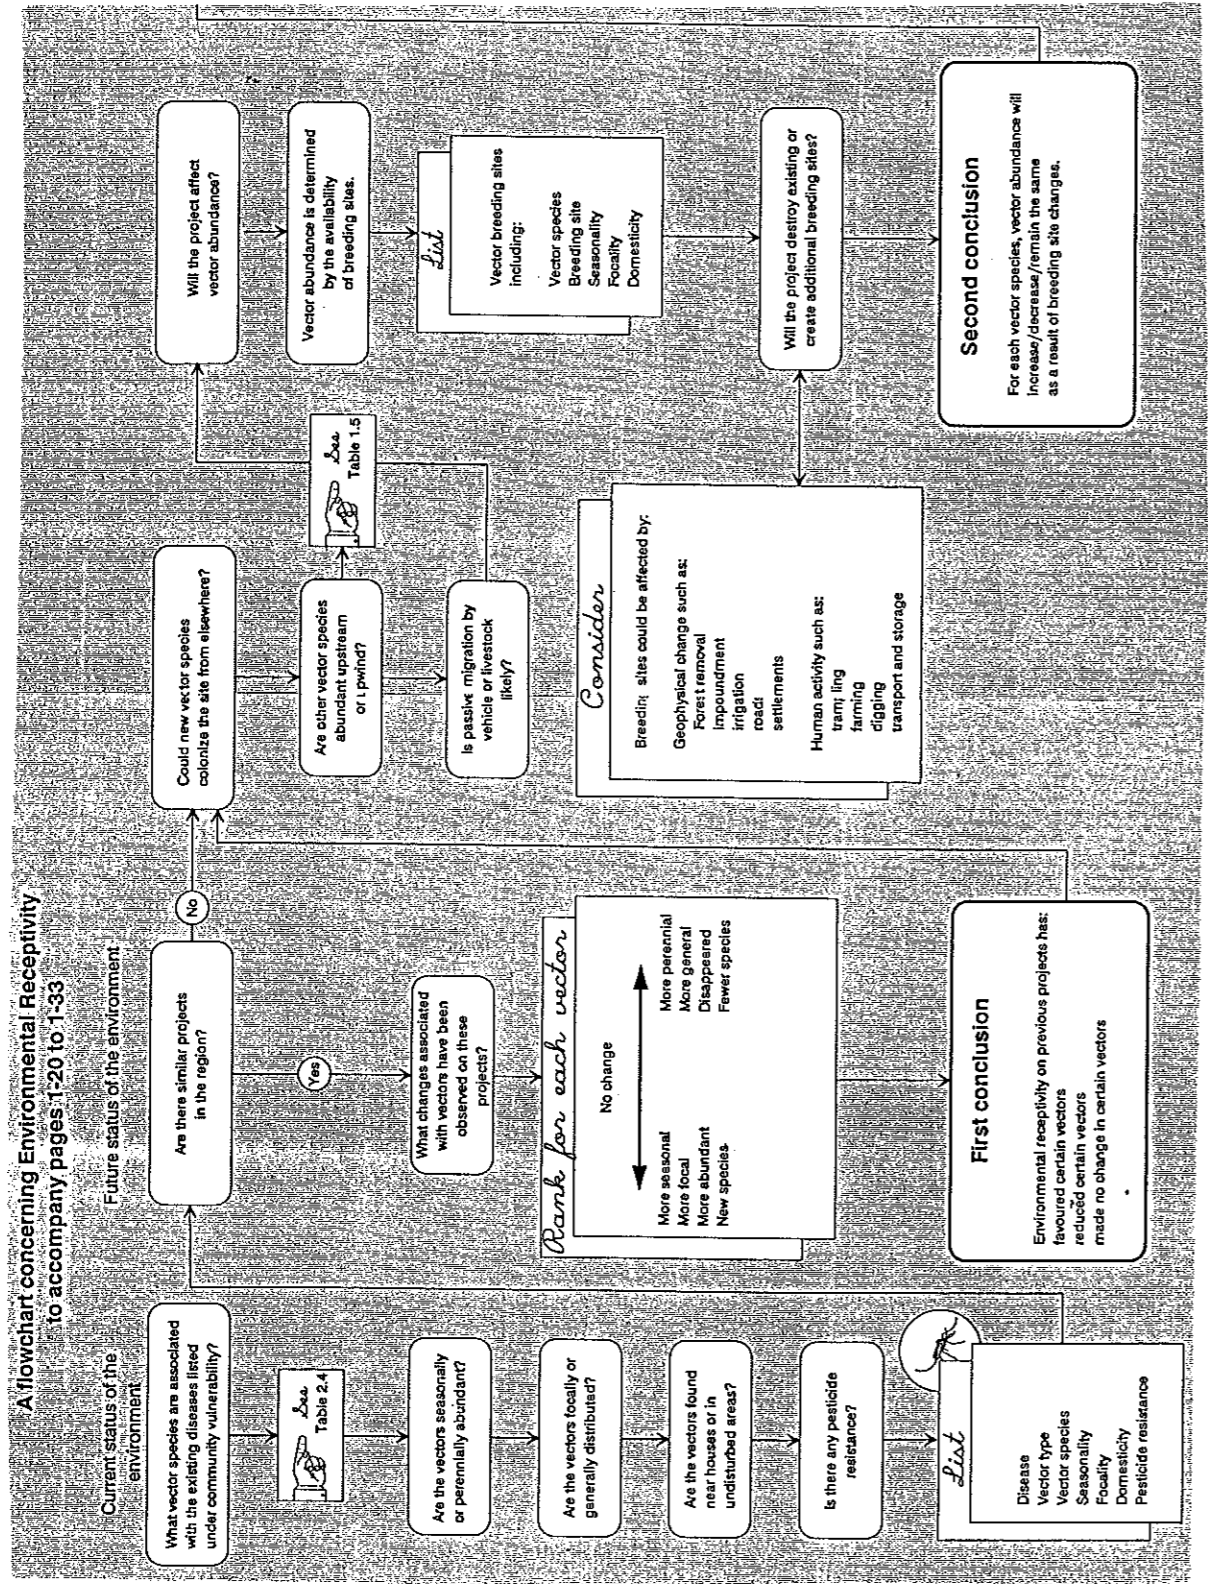 A flowchart concerning Environmental Receptivity
to accompany pages 1-20 to 1-33
Current status of the
environment
What vector species are associated
with the existing diseases listed
under community vulnerability?
See
Table 2.4
Are the vectors seasonally
or perennially abundant?
Are the vectors focally or
generally distributed?
Are the vectors found
near houses or in
undisturbed areas?
Is there any pesticide
resistance?
List
Disease
Vector type
Vector species
Seasonality
Focality
Domesticity
Pesticide resistance
Future status of the environment
Are there similar projects
in the region?
No
Yes
What changes associated
with vectors have been
observed on these
projects?
Rank for each vector
No change
More seasonal
More focal
More abundant
New species
More perennial
More general
Disappeared
Fewer species
First conclusion
Environmental receptivity on previous projects has:
favoured certain vectors
reduced certain vectors
made no change in certain vectors
Could new vector species
colonize the site from elsewhere?
Are other vector species
abundant upstream
or upwind?
See
Table 1.5
Is passive migration by
vehicle or livestock
likely?
Consider
Breeding sites could be affected by:
Geophysical change such as:
Forest removal
Impoundment
irrigation
roads
settlements
Human activity such as:
trampling
farming
digging
transport and storage
Will the project affect
vector abundance?
Vector abundance is determined
by the availability
of breeding sites.
List
Vector breeding sites
including:
Vector species
Breeding site
Seasonality
Focality
Domesticity
Will the project destroy existing or
create additional breeding sites?
Second conclusion
For each vector species, vector abundance will
increase/decrease/remain the same
as a result of breeding site changes.